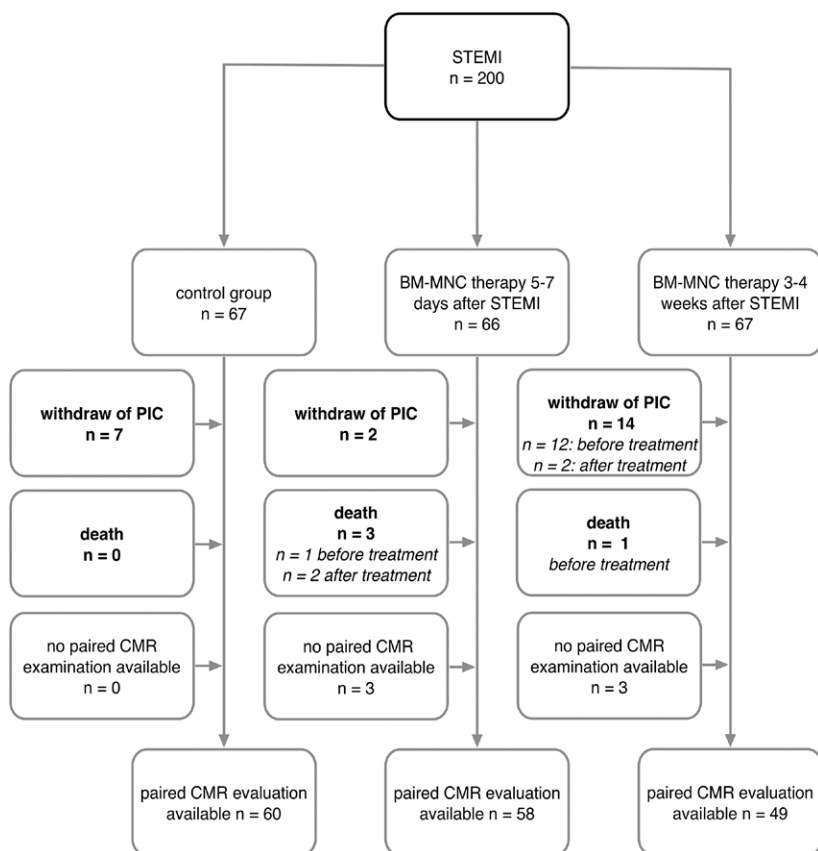 STEMI
n = 200
control group
n = 67
BM-MNC therapy 5-7
days after STEMI
n = 66
BM-MNC therapy 3-4
weeks after STEMI
n = 67
withdraw of PIC
n = 7
withdraw of PIC
n = 2
withdraw of PIC
n = 14
n = 12: before treatment
n = 2: after treatment
death
n = 0
death
n = 3
n = 1 before treatment
n = 2 after treatment
death
n = 1
before treatment
no paired CMR
examination available
n = 0
no paired CMR
examination available
n = 3
no paired CMR
examination available
n = 3
paired CMR evaluation
available n = 60
paired CMR evaluation
available n = 58
paired CMR evaluation
available n = 49